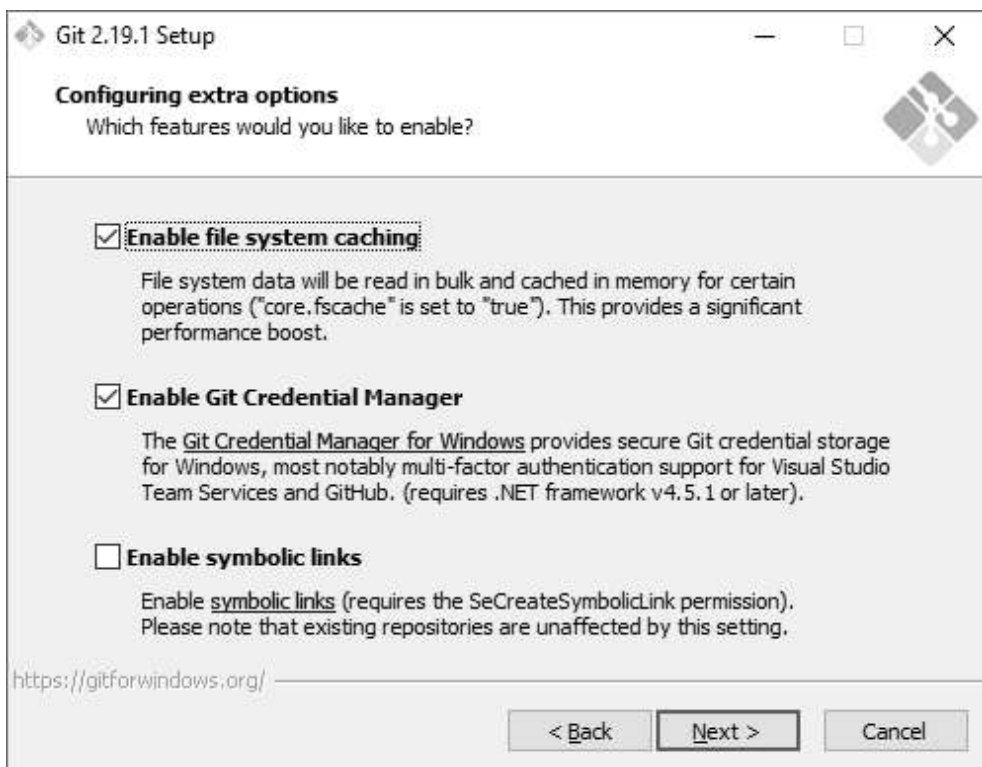 Git 2.19.1 Setup
Configuring extra options
Which features would you like to enable?
Enable file system caching
File system data will be read in bulk and cached in memory for certain
operations ("core.fscache" is set to "true"). This provides a significant
performance boost.
Enable Git Credential Manager
The Git Credential Manager for Windows provides secure Git credential storage
for Windows, most notably multi-factor authentication support for Visual Studio
Team Services and GitHub. (requires .NET framework v4.5.1 or later).
Enable symbolic links
Enable symbolic links (requires the SeCreateSymbolicLink permission).
Please note that existing repositories are unaffected by this setting.
https://gitforwindows.org/
< Back Next > Cancel